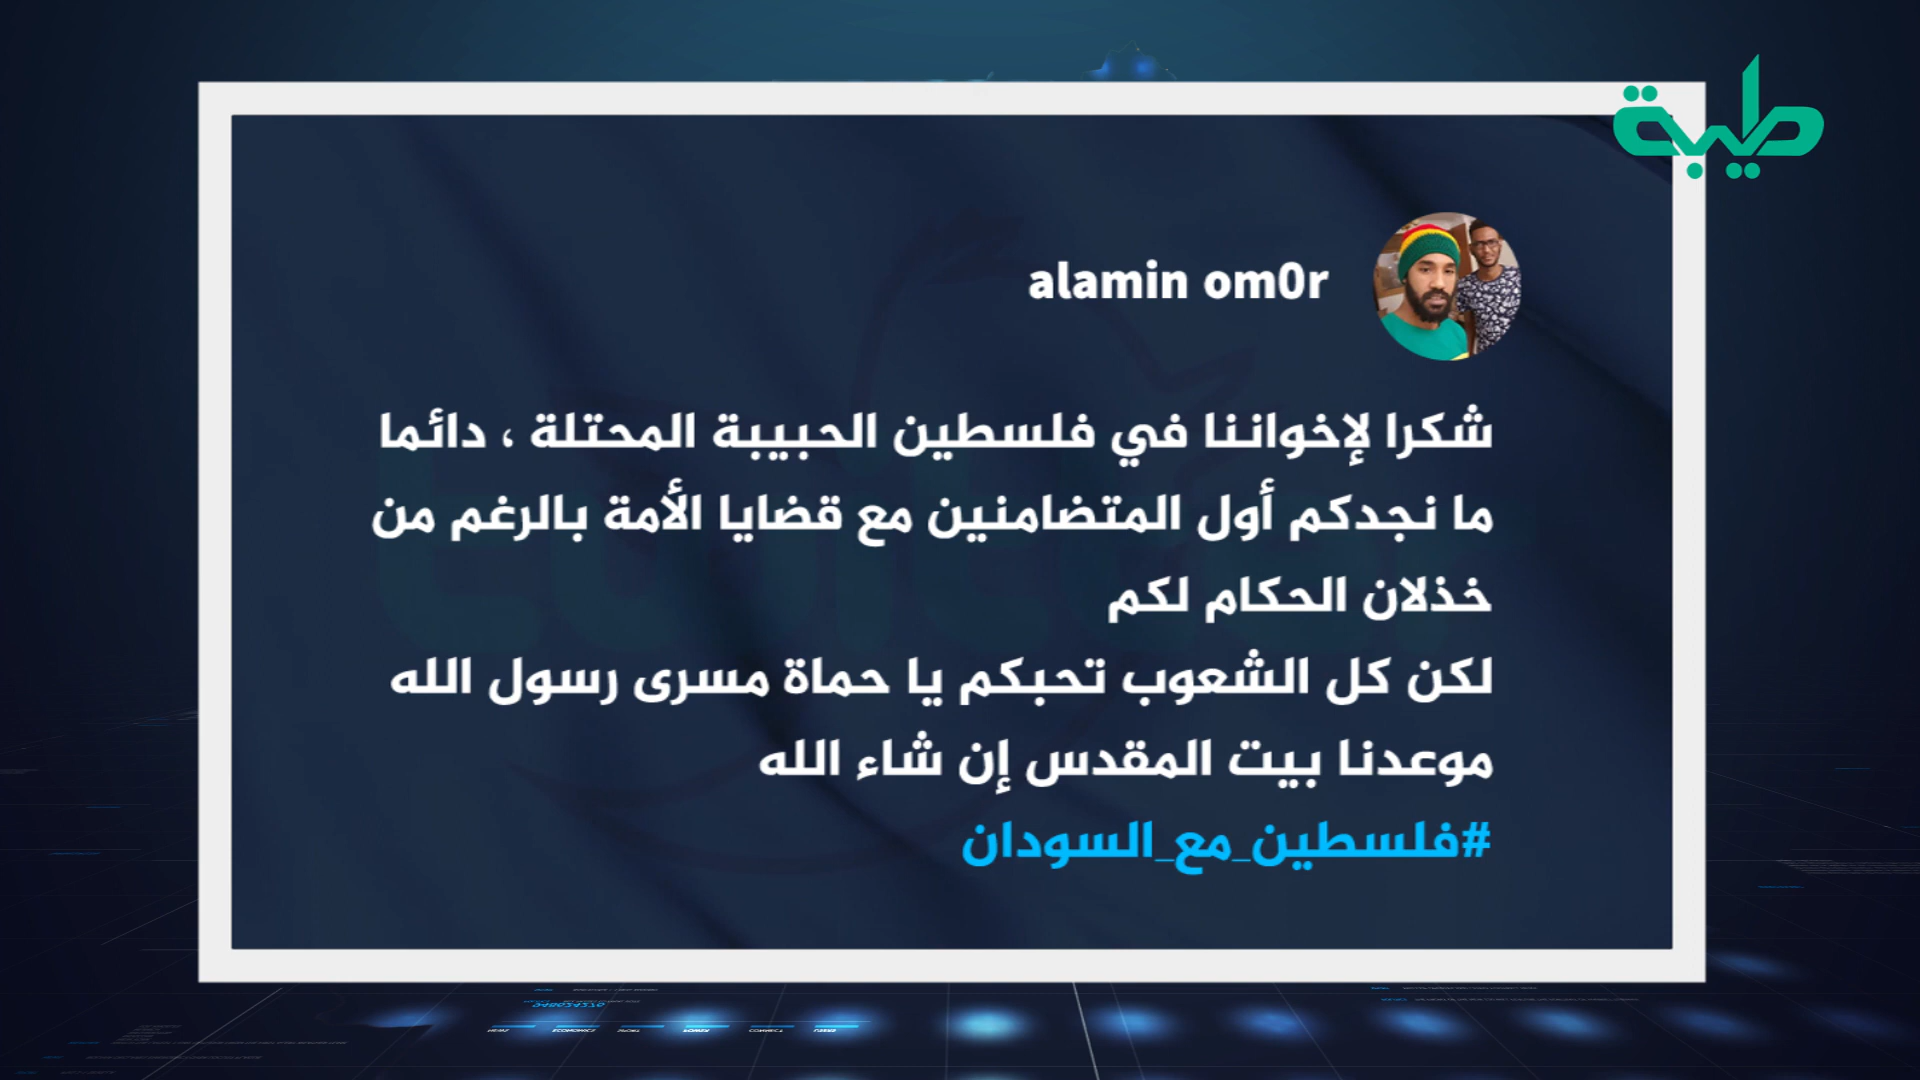 طيبة
alamin om0r
شكرا لإخواننا في فلسطين الحبيبة المحتلة ، دائما
ما نجدكم أول المتضامنين مع قضايا الأمة بالرغم من
خذلان الحكام لكم
لكن كل الشعوب تحبكم يا حماة مسرى رسول الله
موعدنا بيت المقدس إن شاء الله
#فلسطين_مع_السودان